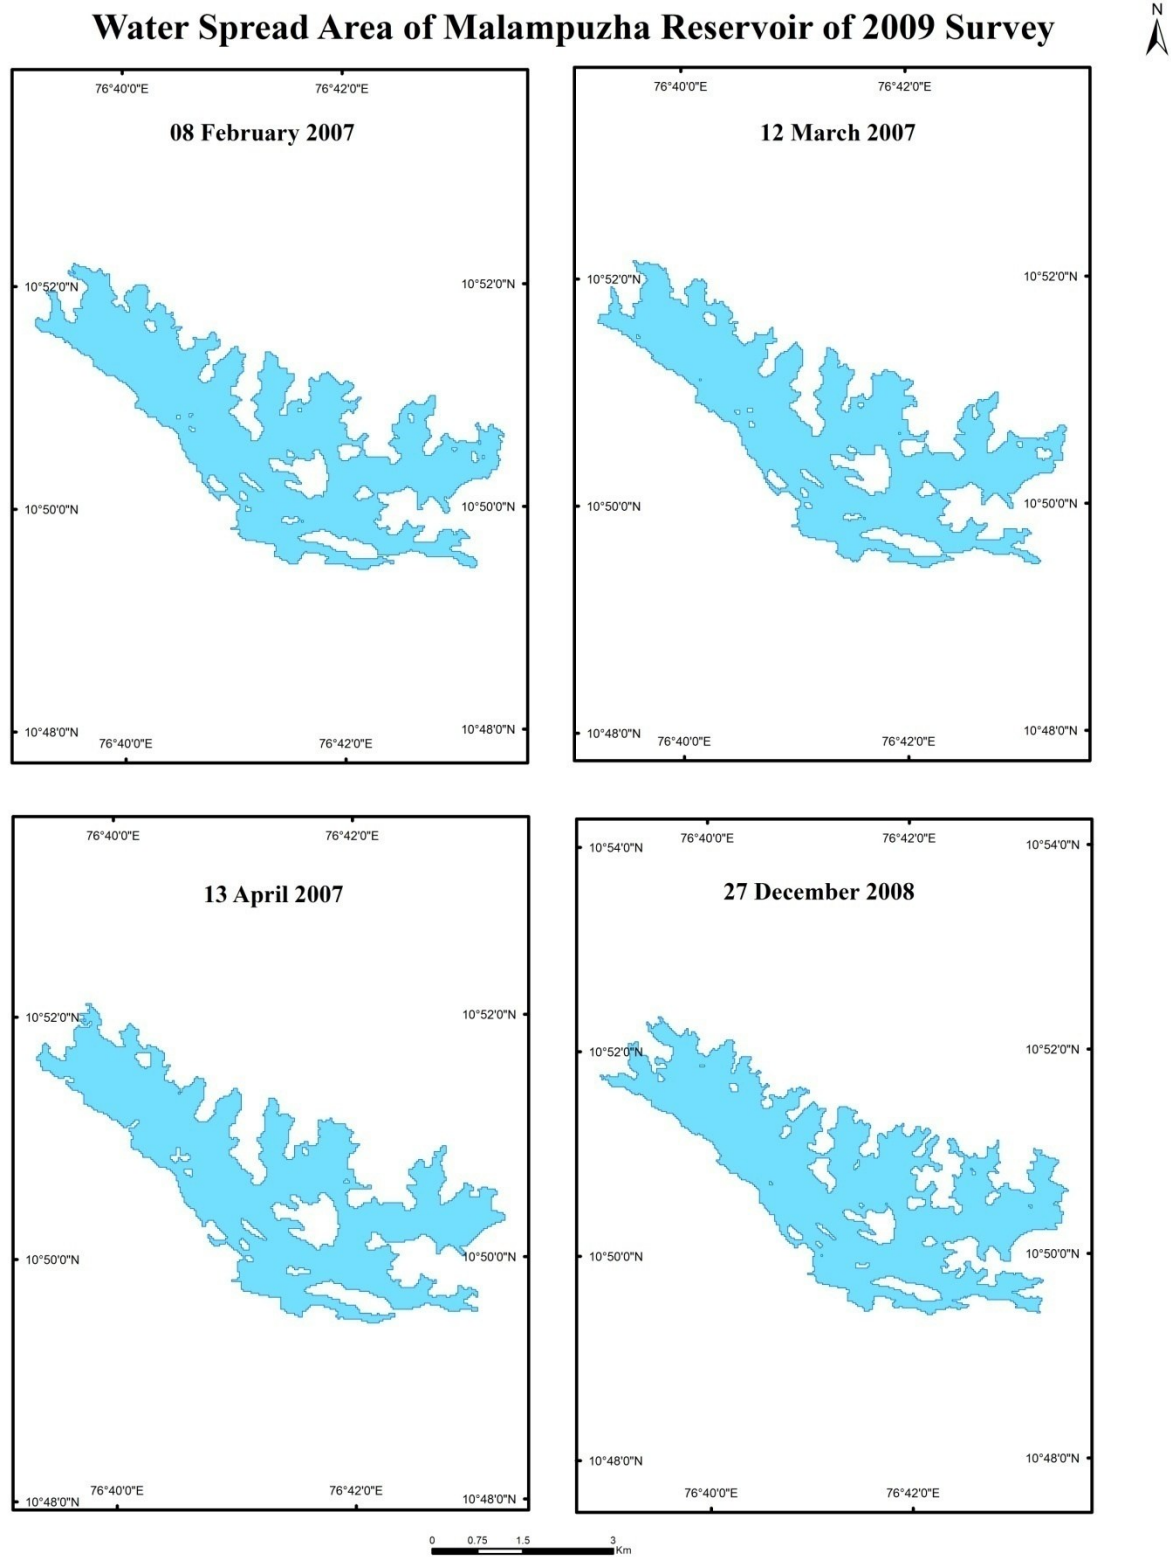 Water Spread Area of Malampuzha Reservoir of 2009 Survey
N
76°40'0"E 76°42'0"E
08 February 2007
10°52'0"N 10°52'0"N
10°50'0"N 10°50'0"N
10°48'0"N 10°48'0"N
76°40'0"E 76°42'0"E
76°40'0"E 76°42'0"E
12 March 2007
10°52'0"N 10°52'0"N
10°50'0"N 10°50'0"N
10°48'0"N 10°48'0"N
76°40'0"E 76°42'0"E
76°40'0"E 76°42'0"E
13 April 2007
10°52'0"N 10°52'0"N
10°50'0"N 10°50'0"N
76°40'0"E 76°42'0"E
10°48'0"N 10°48'0"N
76°40'0"E 76°42'0"E
10°54'0"N 10°54'0"N
27 December 2008
10°52'0"N 10°52'0"N
10°50'0"N 10°50'0"N
10°48'0"N 10°48'0"N
76°40'0"E 76°42'0"E
0 0.75 1.5 3
Km